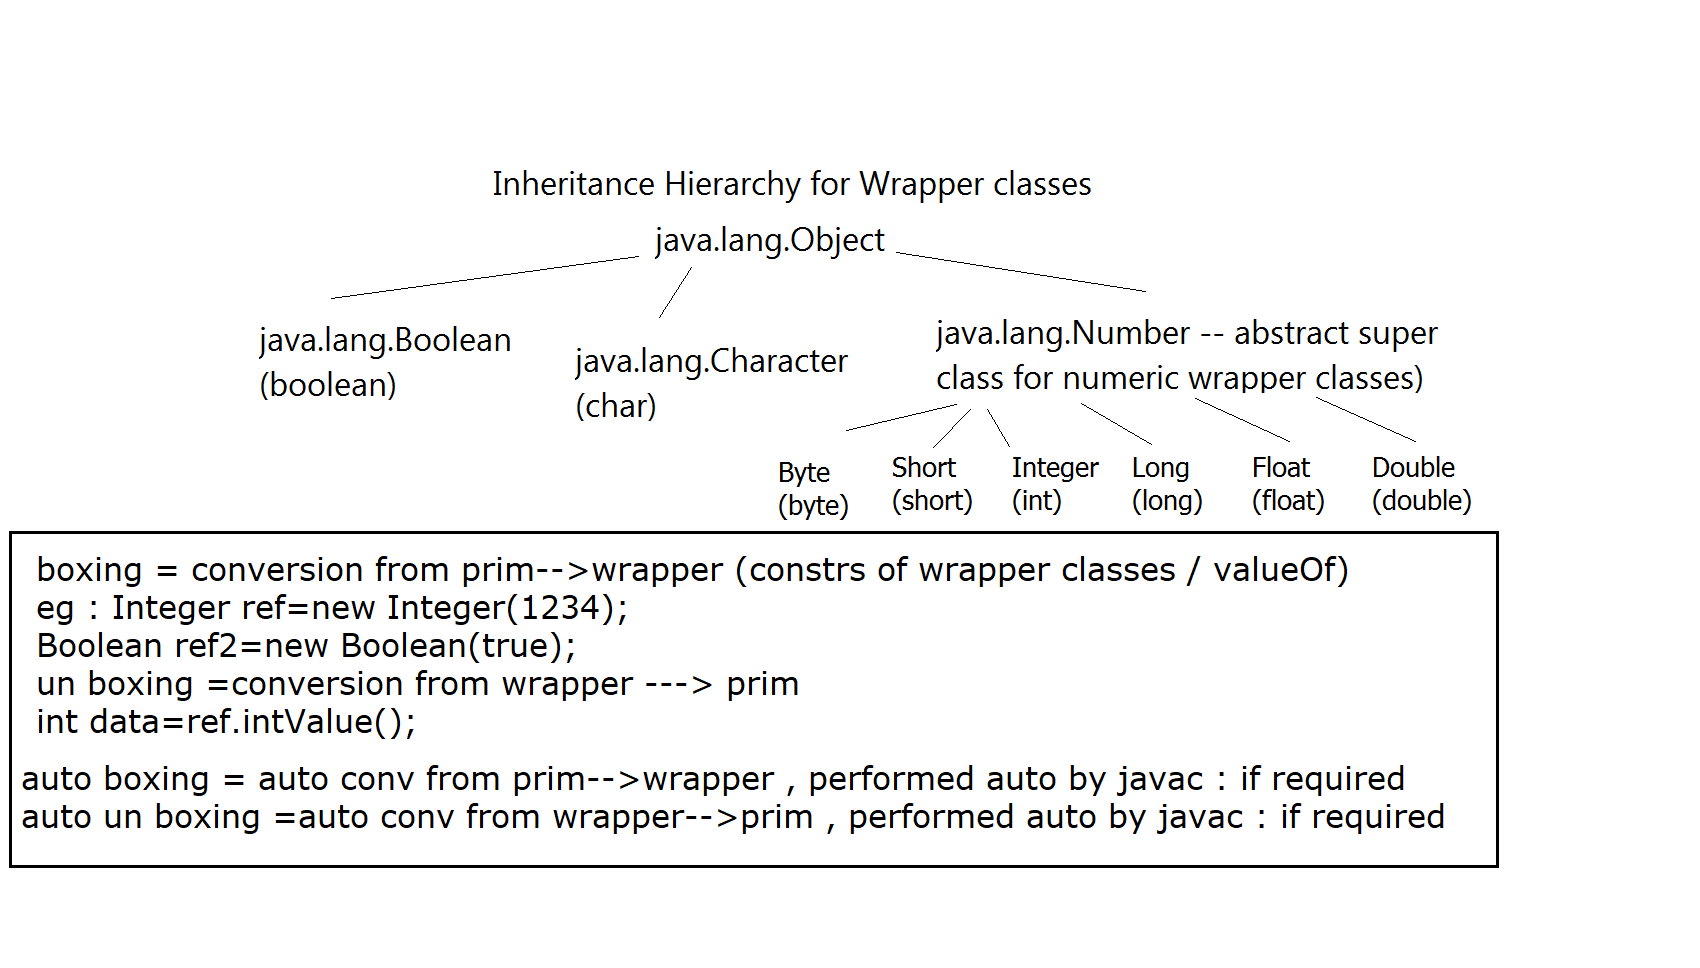 Inheritance Hierarchy for Wrapper classes
java.lang.Object
java.lang.Boolean
(boolean)
java.lang.Character
(char)
java.lang.Number -- abstract super
class for numeric wrapper classes)
Byte
(byte)
Short
(short)
Integer
(int)
Long
(long)
Float
(float)
Double
(double)
boxing = conversion from prim-->wrapper (constrs of wrapper classes / valueOf)
eg : Integer ref=new Integer(1234);
Boolean ref2=new Boolean(true);
un boxing =conversion from wrapper ---> prim
int data=ref.intValue();
auto boxing = auto conv from prim-->wrapper , performed auto by javac : if required
auto un boxing =auto conv from wrapper-->prim , performed auto by javac : if required